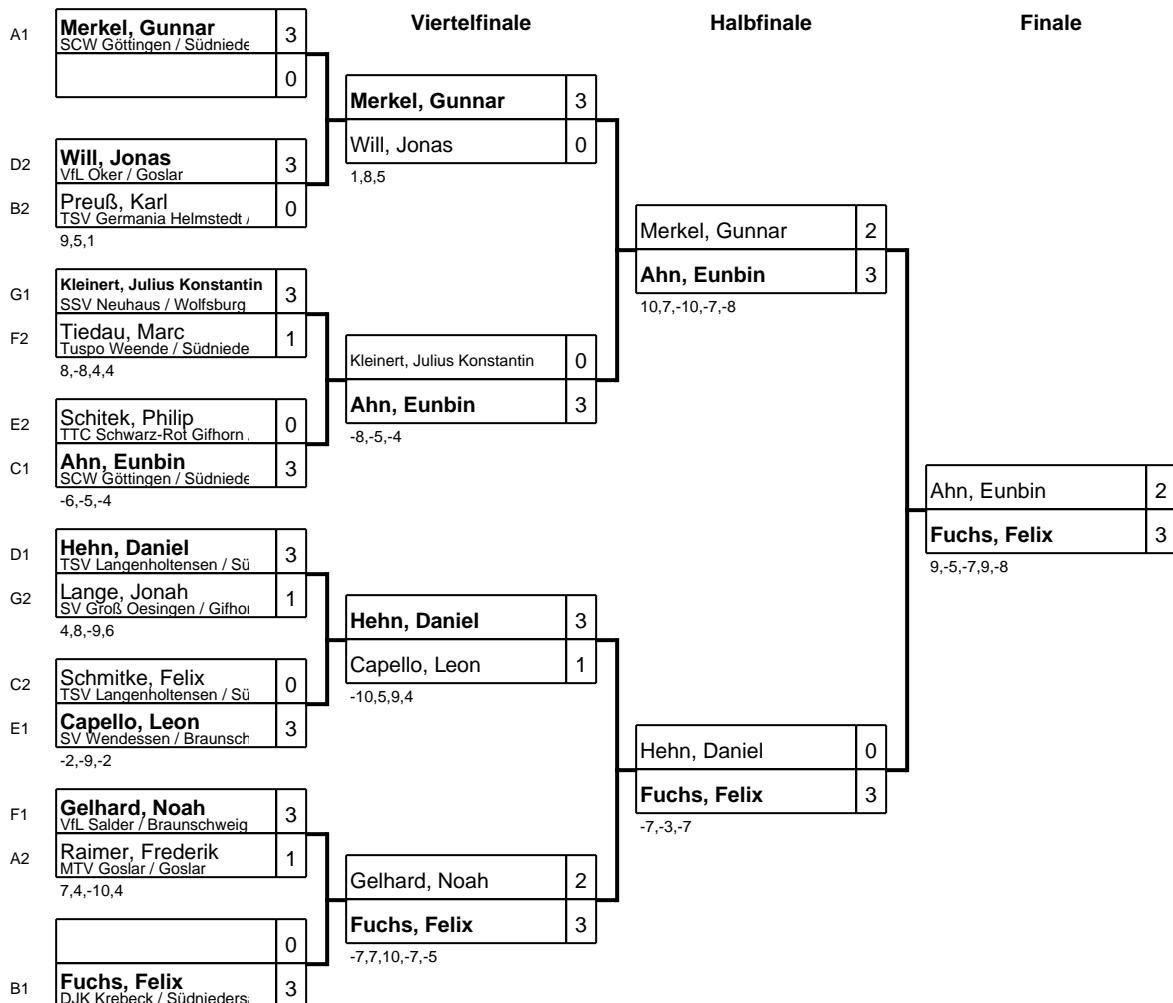 Viertelfinale
Halbfinale
Finale
A1
Merkel, Gunnar
3
SCW Göttingen / Südniede
0
D2
Will, Jonas
3
VfL Oker / Goslar
B2
Preuß, Karl
0
TSV Germania Helmstedt /
9,5,1
G1
Kleinert, Julius Konstantin
3
SSV Neuhaus / Wolfsburg
F2
Tiedau, Marc
1
Tuspo Weende / Südniede
8,-8,4,4
E2
Schitek, Philip
0
TTC Schwarz-Rot Gifhorn
C1
Ahn, Eunbin
3
SCW Göttingen / Südniede
-6,-5,-4
D1
Hehn, Daniel
3
TSV Langenholtensen / Sü
G2
Lange, Jonah
1
SV Groß Oesingen / Gifho
4,8,-9,6
C2
Schmitke, Felix
0
TSV Langenholtensen / Sü
E1
Capello, Leon
3
SV Wendessen / Braunsch
-2,-9,-2
F1
Gelhard, Noah
3
VfL Salder / Braunschweig
A2
Raimer, Frederik
1
MTV Goslar / Goslar
7,4,-10,4
0
B1
Fuchs, Felix
3
DJK Krebeck / Südnieders
Merkel, Gunnar
3
Will, Jonas
0
1,8,5
Kleinert, Julius Konstantin
0
Ahn, Eunbin
3
-8,-5,-4
Hehn, Daniel
3
Capello, Leon
1
-10,5,9,4
Gelhard, Noah
2
Fuchs, Felix
3
-7,7,10,-7,-5
Merkel, Gunnar
2
Ahn, Eunbin
3
10,7,-10,-7,-8
Hehn, Daniel
0
Fuchs, Felix
3
-7,-3,-7
Ahn, Eunbin
2
Fuchs, Felix
3
9,-5,-7,9,-8